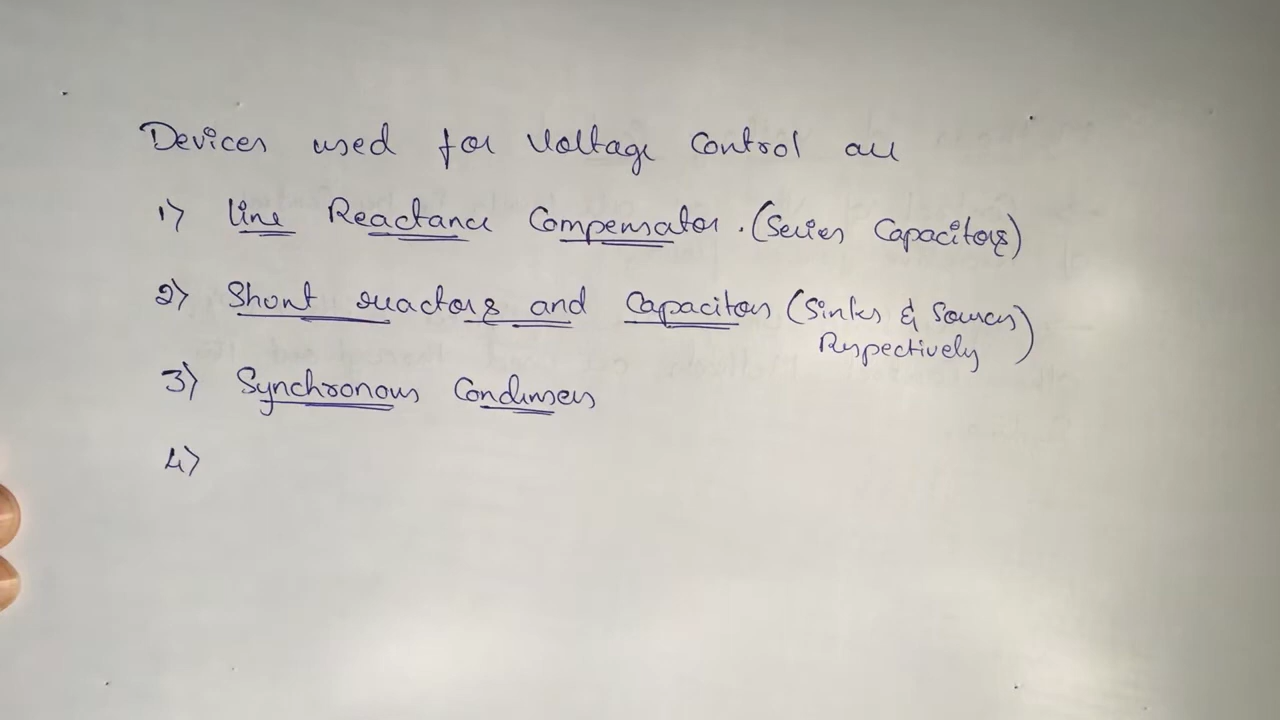 Devices used for Voltage Control are
1) Line Reactance Compensator. (Series Capacitors)
2) Shunt reactors and Capacitors (Sinks & Sources
Respectively)
3) Synchronous Condensers
4)